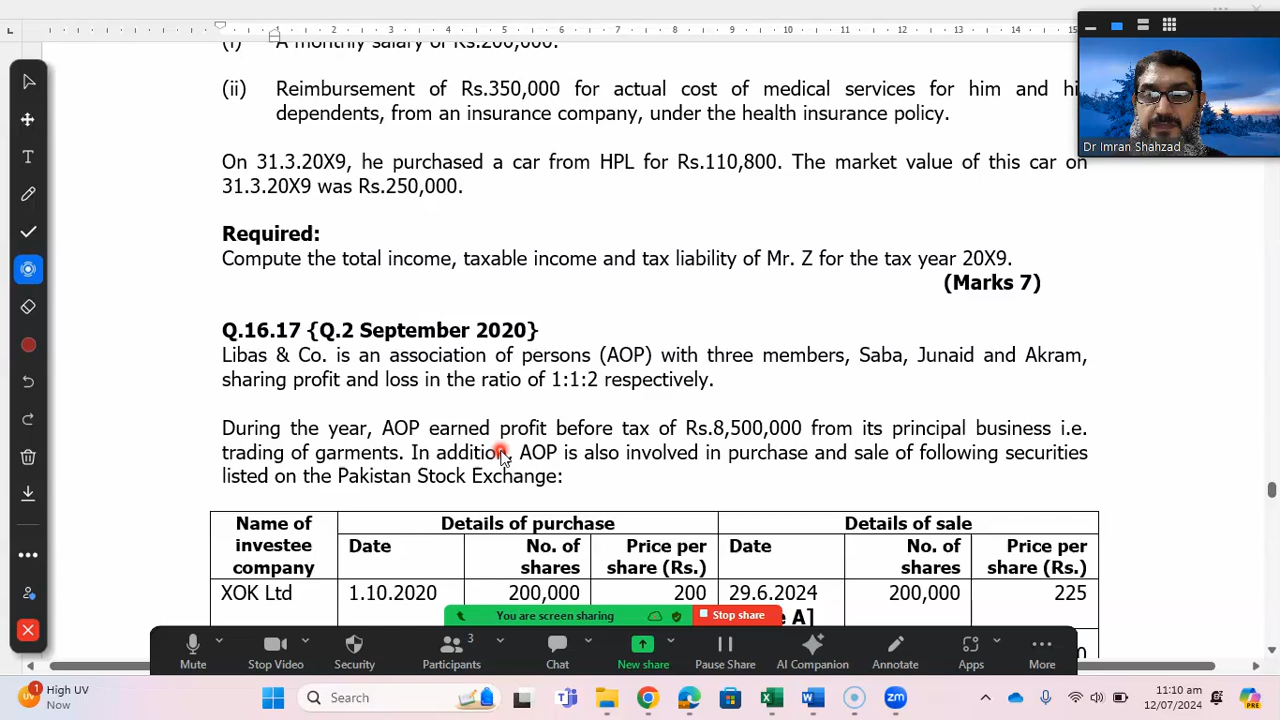 (i) A monthly salary of Rs.200,000.
Dr Imran Shahzad
(ii) Reimbursement of Rs.350,000 for actual cost of medical services for him and hi
dependents, from an insurance company, under the health insurance policy.
On 31.3.20X9, he purchased a car from HPL for Rs.110,800. The market value of this car on
31.3.20X9 was Rs.250,000.
Required:
Compute the total income, taxable income and tax liability of Mr. Z for the tax year 20X9.
(Marks 7)
Q.16.17 {Q.2 September 2020}
Libas & Co. is an association of persons (AOP) with three members, Saba, Junaid and Akram,
sharing profit and loss in the ratio of 1:1:2 respectively.
During the year, AOP earned profit before tax of Rs.8,500,000 from its principal business i.e.
trading of garments. In addition, AOP is also involved in purchase and sale of following securities
listed on the Pakistan Stock Exchange:
Name of investee company Details of purchase Details of sale
Date No. of shares Price per share (Rs.) Date No. of shares Price per share (Rs.)
XOK Ltd 1.10.2020 200,000 200 29.6.2024 200,000 225
e A]
You are screen sharing Stop share
Mute Stop Video Security Participants 3 Chat New share Pause Share AI Companion Annotate Apps More
1 High UV
Now
Search
11:10 am
12/07/2024
PRE